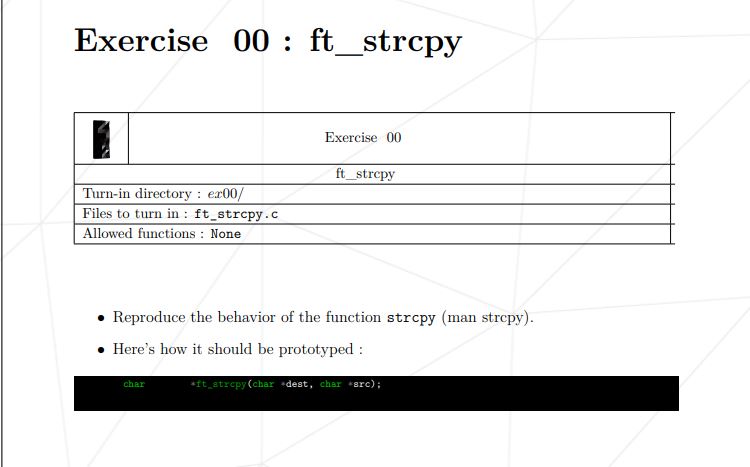 Exercise 00 : ft_strcpy
Exercise 00
ft_strcpy
Turn-in directory : ex00/
Files to turn in : ft_strcpy.c
Allowed functions : None
• Reproduce the behavior of the function strcpy (man strcpy).
• Here's how it should be prototyped :
char *ft_strcpy(char *dest, char *src);